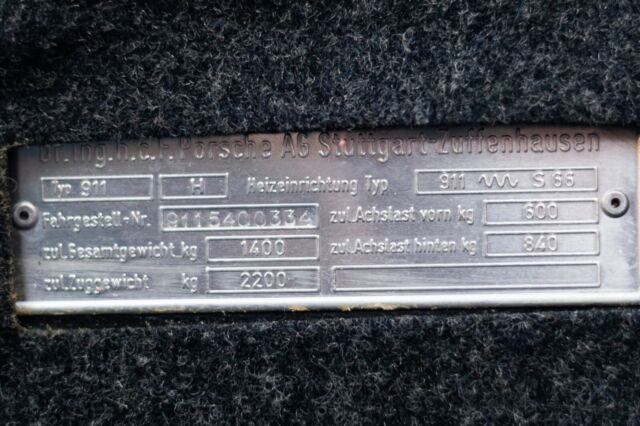 Dr.Ing.h.c.F.Porsche AG Stuttgart-Zuffenhausen
Typ 911 H Heizeinrichtung Typ 911 S 66
Fahrgestell-Nr. 9115400334 zul.Achslast vorn kg 600
zul.Gesamtgewicht kg 1400 zul.Achslast hinten kg 840
zul.Zuggewicht kg 2200